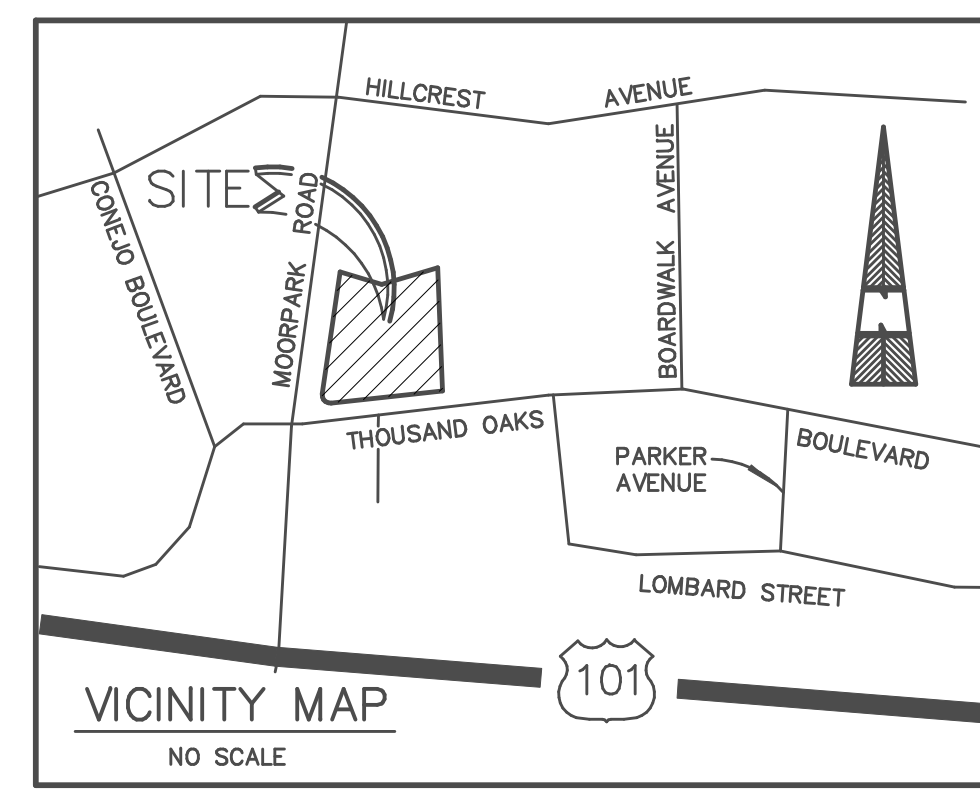 HILLCREST AVENUE
SITE
CONEJO BOULEVARD
MOORPARK ROAD
BOARDWALK AVENUE
THOUSAND OAKS BOULEVARD
PARKER
AVENUE
LOMBARD STREET
101
VICINITY MAP
NO SCALE